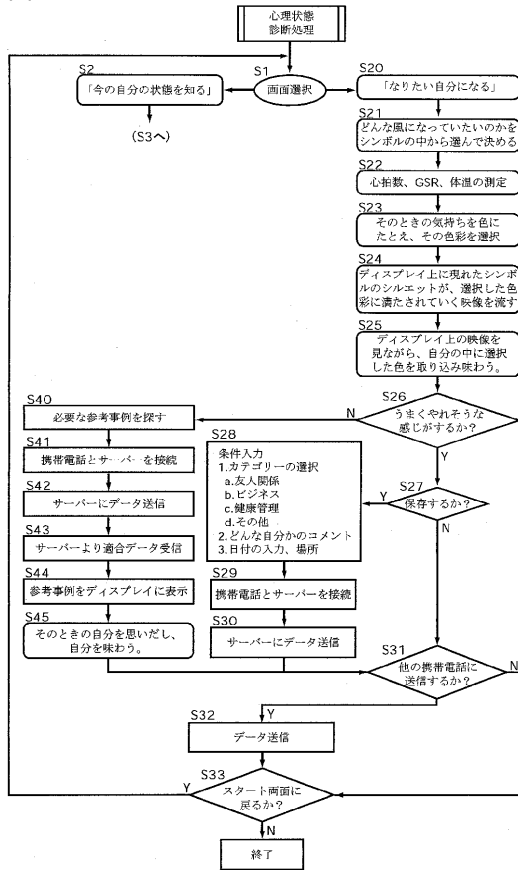 心理状態
診断処理
S1
画面選択
S2
「今の自分の状態を知る」
(S3へ)
S20
「なりたい自分になる」
S21
どんな風になっていたいのかを
シンボルの中から選んで決める
S22
心拍数、GSR、体温の測定
S23
そのときの気持ちを色に
たとえ、その色彩を選択
S24
ディスプレイ上に現れたシンボ
ルのシルエットが、選択した色
彩に満たされていく映像を流す
S25
ディスプレイ上の映像を
見ながら、自分の中に選択
した色を取り込み味わう。
S26
うまくやれそうな
感じがするか?
N
Y
S40
必要な参考事例を探す
S41
携帯電話とサーバーを接続
S42
サーバーにデータ送信
S43
サーバーより適合データ受信
S44
参考事例をディスプレイに表示
S45
そのときの自分を思いだし、
自分を味わう。
S27
保存するか?
Y
N
S28
条件入力
1.カテゴリーの選択
a.友人関係
b.ビジネス
c.健康管理
d.その他
2.どんな自分かのコメント
3.日付の入力、場所
S29
携帯電話とサーバーを接続
S30
サーバーにデータ送信
S31
他の携帯電話に
送信するか?
N
Y
S32
データ送信
S33
スタート画面に
戻るか?
Y
N
終了